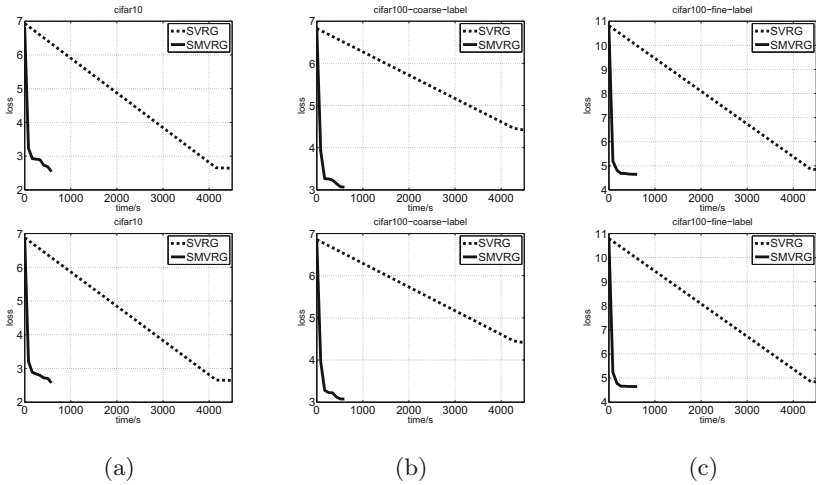 cifar10
7
6
5
4
3
2
loss
SVRG
SMVRG
0 1000 2000 3000 4000
time/s
cifar100−coarse−label
7
6
5
4
3
loss
SVRG
SMVRG
0 1000 2000 3000 4000
time/s
cifar100−fine−label
11
10
9
8
7
6
5
4
loss
SVRG
SMVRG
0 1000 2000 3000 4000
time/s
cifar10
7
6
5
4
3
2
loss
SVRG
SMVRG
0 1000 2000 3000 4000
time/s
cifar100−coarse−label
7
6
5
4
3
loss
SVRG
SMVRG
0 1000 2000 3000 4000
time/s
cifar100−fine−label
11
10
9
8
7
6
5
4
loss
SVRG
SMVRG
0 1000 2000 3000 4000
time/s
(a)
(b)
(c)